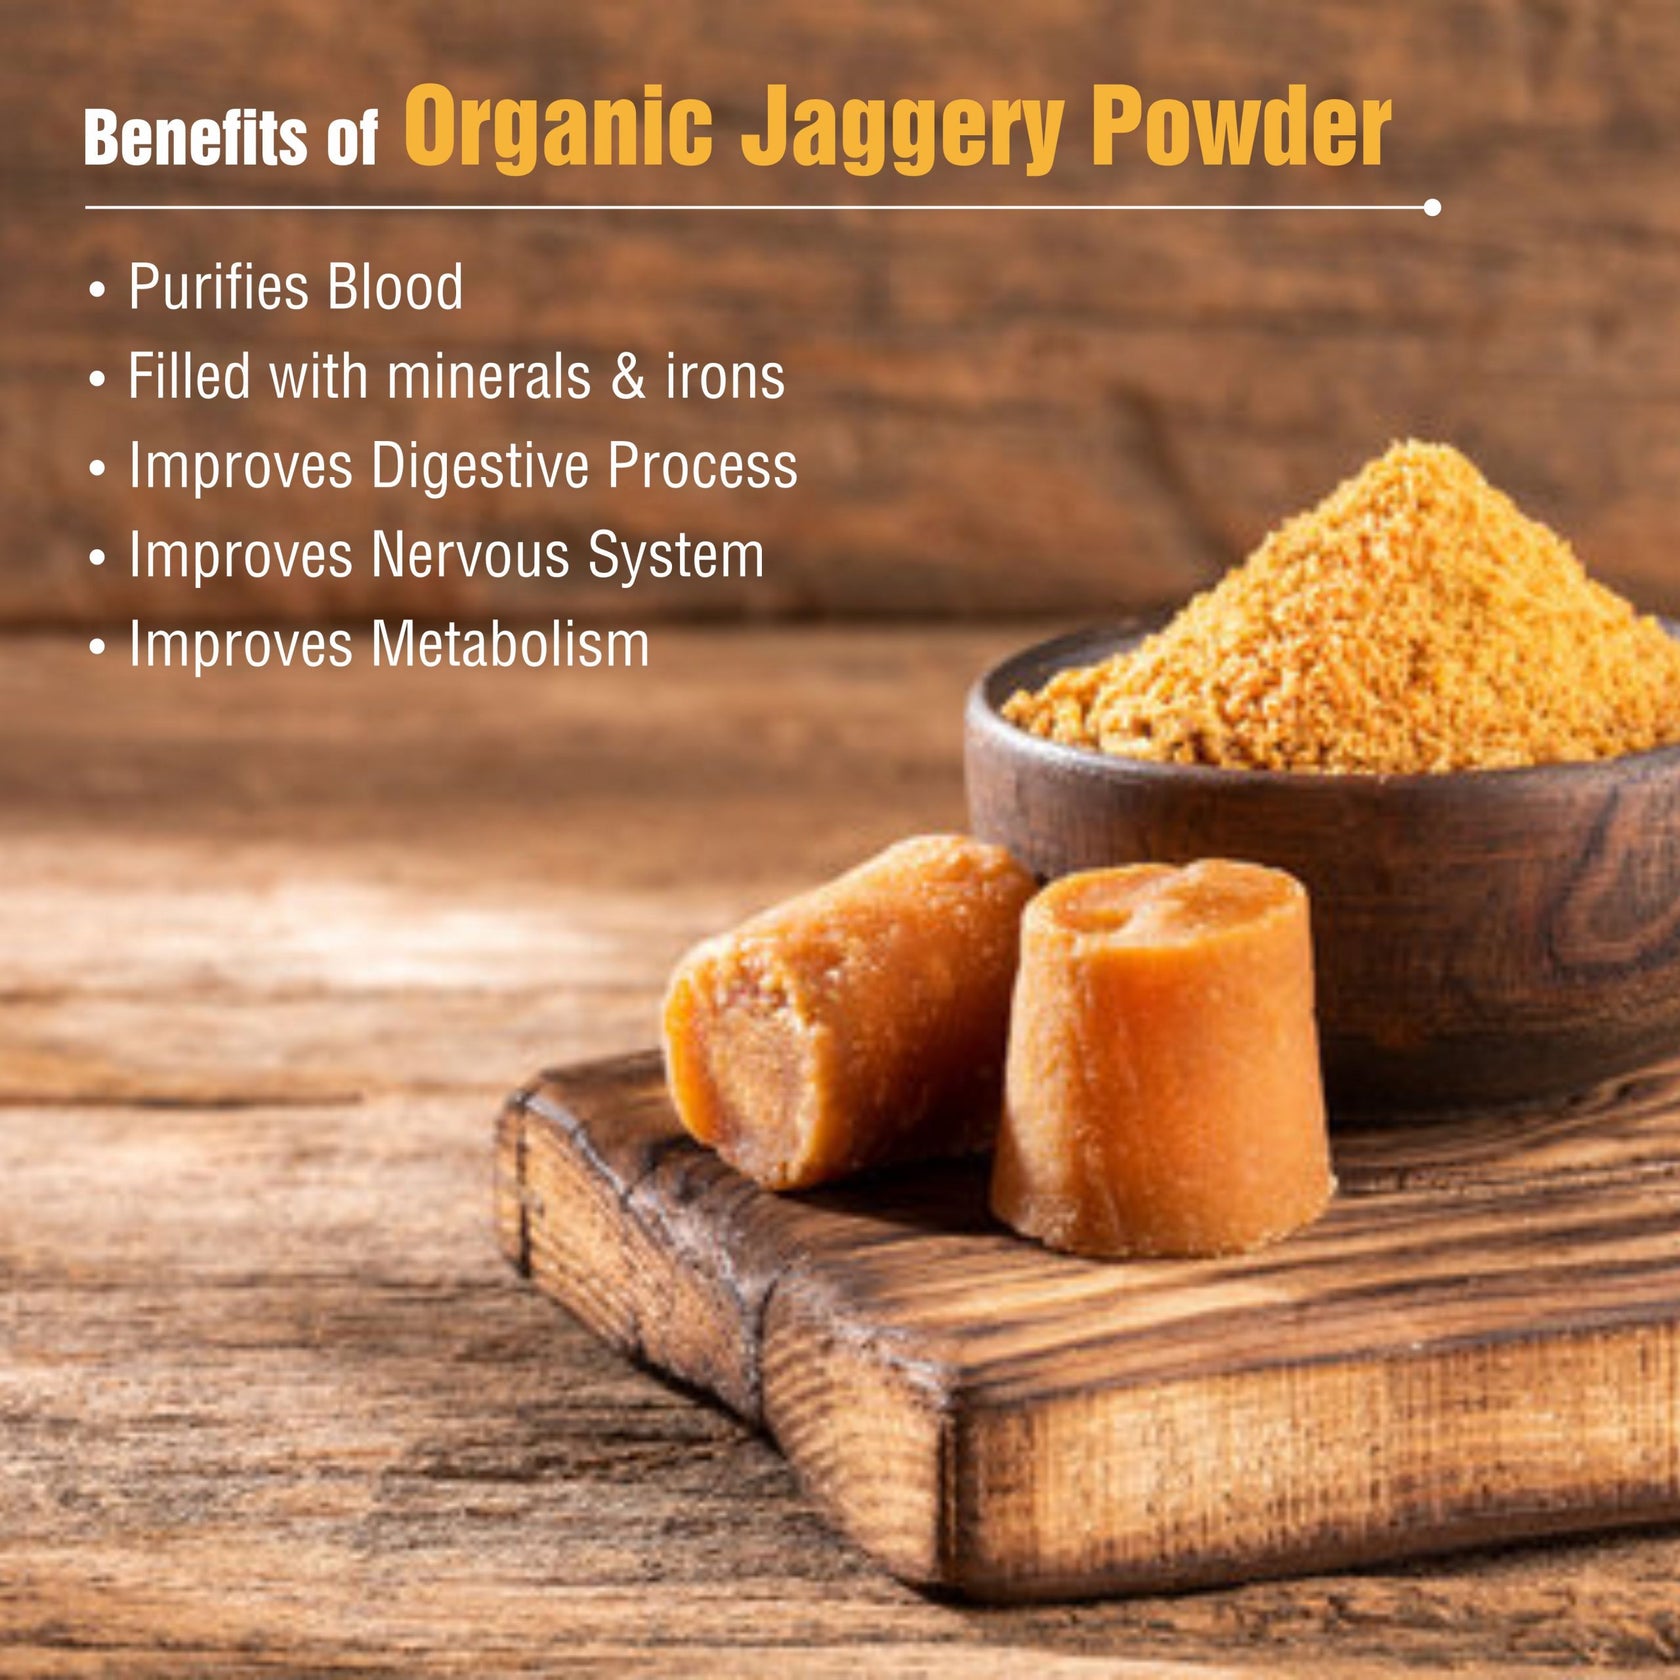 Benefits of Organic Jaggery Powder
• Purifies Blood
• Filled with minerals & irons
• Improves Digestive Process
• Improves Nervous System
• Improves Metabolism